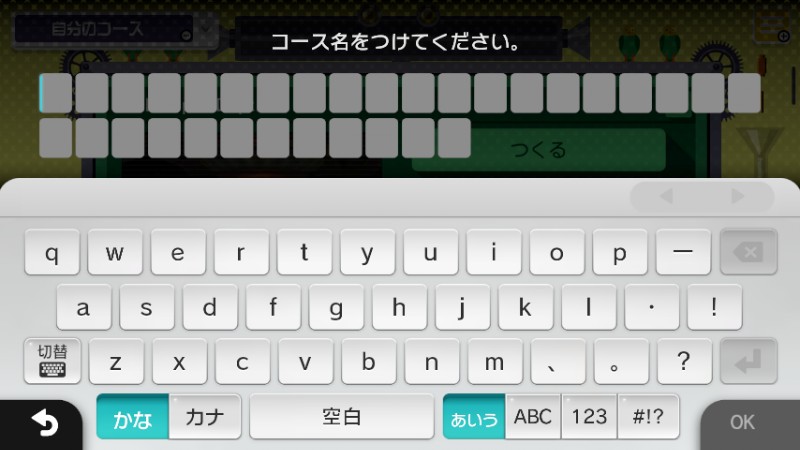 自分のコース
コース名をつけてください。
つくる
q w e r t y u i o p ー
a s d f g h j k l ・ !
切替 z x c v b n m 、 。 ?
かな カナ 空白 あいう ABC 123 #!?
OK